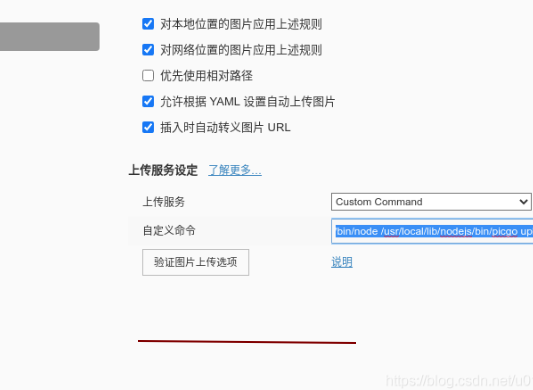 对本地位置的图片应用上述规则
对网络位置的图片应用上述规则
优先使用相对路径
允许根据 YAML 设置自动上传图片
插入时自动转义图片 URL
上传服务设定 了解更多…
上传服务 Custom Command
自定义命令 /bin/node /usr/local/lib/nodejs/bin/picgo up
验证图片上传选项 说明
https://blog.csdn.net/u0